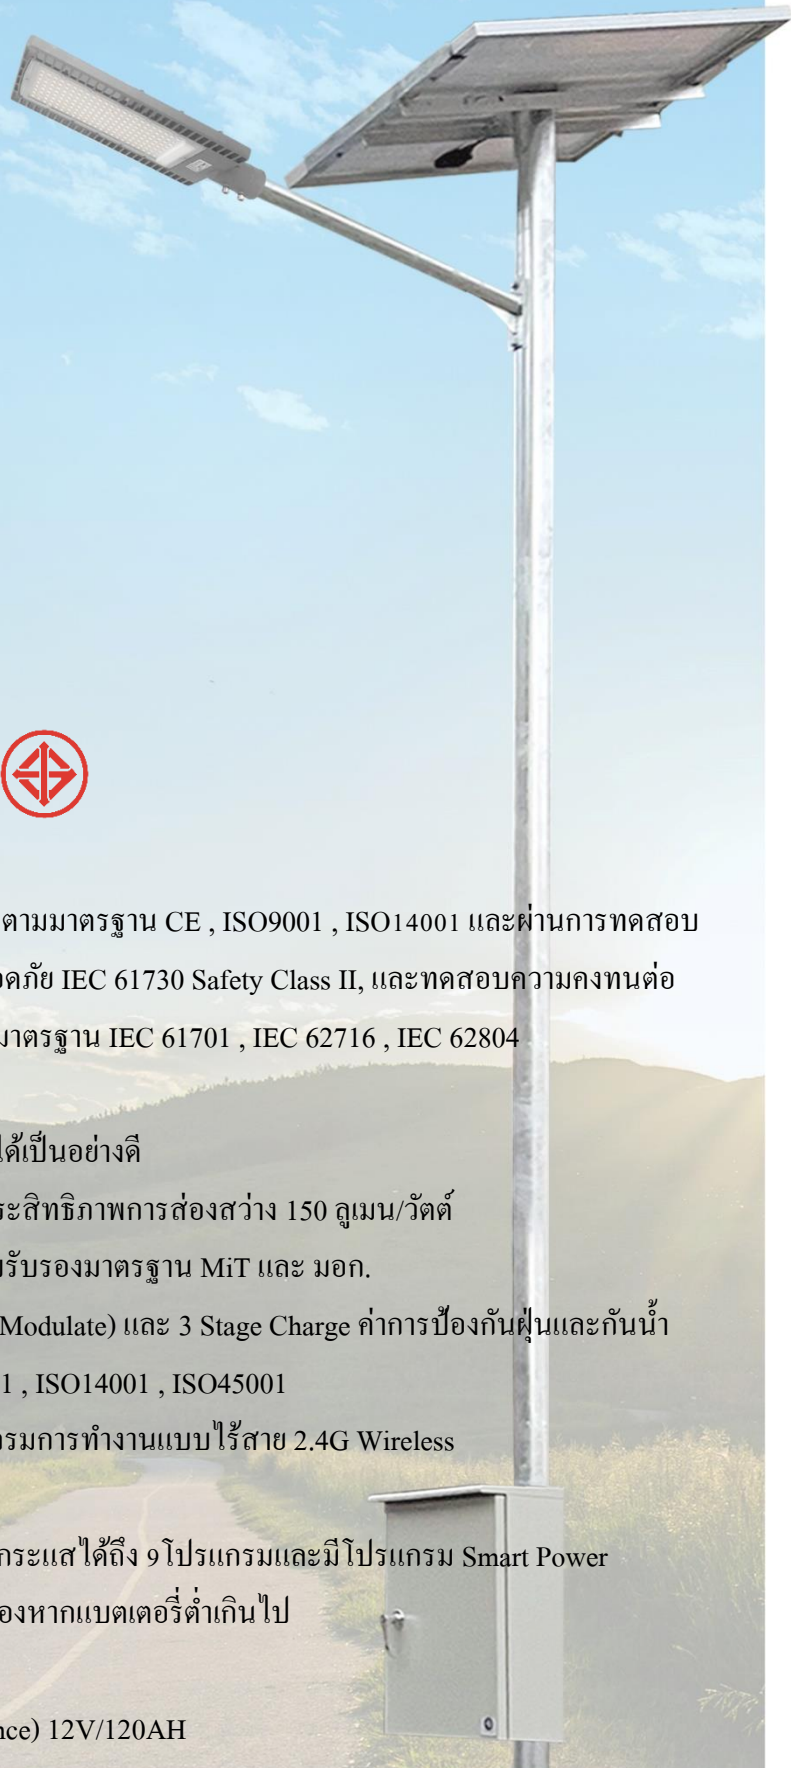 ตามมาตรฐาน CE , ISO9001 , ISO14001 และผ่านการทดสอบ
ดภัย IEC 61730 Safety Class II, และทดสอบความคงทนต่อ
มาตรฐาน IEC 61701 , IEC 62716 , IEC 62804
ได้เป็นอย่างดี
ระสิทธิภาพการส่องสว่าง 150 ลูเมน/วัตต์
รับรองมาตรฐาน MiT และ มอก.
Modulate) และ 3 Stage Charge ค่าการป้องกันฝุ่นและกันน้ำ
1 , ISO14001 , ISO45001
รมการทำงานแบบไร้สาย 2.4G Wireless
กระแสได้ถึง 9โปรแกรมและมีโปรแกรม Smart Power
องหากแบตเตอรี่ต่ำเกินไป
nce) 12V/120AH